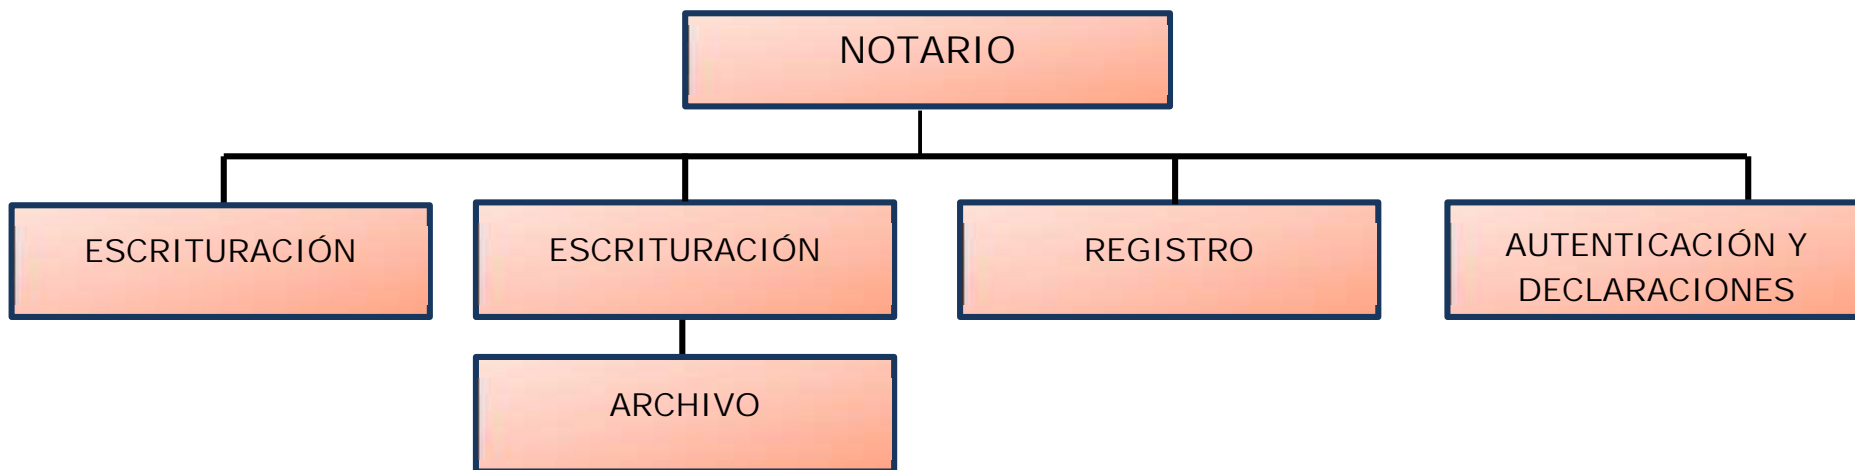 NOTARIO
ESCRITURACIÓN
ESCRITURACIÓN
REGISTRO
AUTENTICACIÓN Y
DECLARACIONES
ARCHIVO